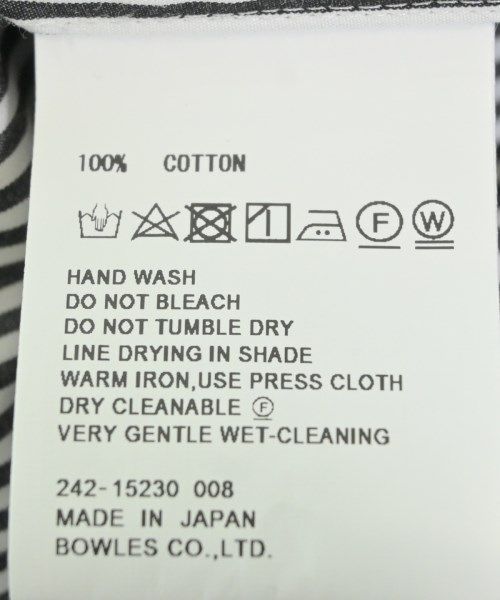 100% COTTON
F W
HAND WASH
DO NOT BLEACH
DO NOT TUMBLE DRY
LINE DRYING IN SHADE
WARM IRON,USE PRESS CLOTH
DRY CLEANABLE Ⓕ
VERY GENTLE WET-CLEANING
242-15230 008
MADE IN JAPAN
BOWLES CO.,LTD.